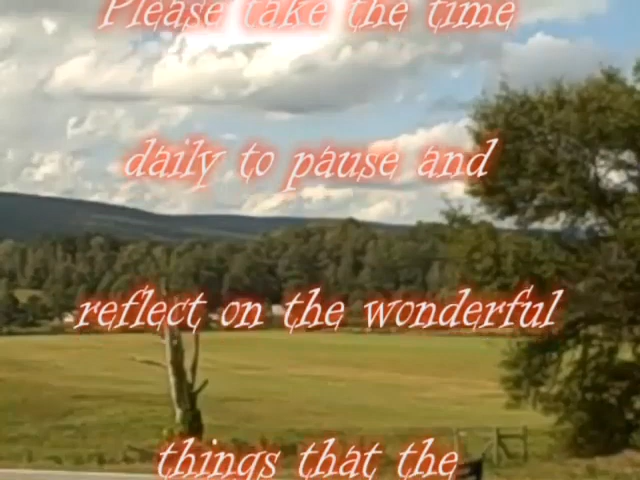 Please take the time
daily to pause and
reflect on the wonderful
things that the